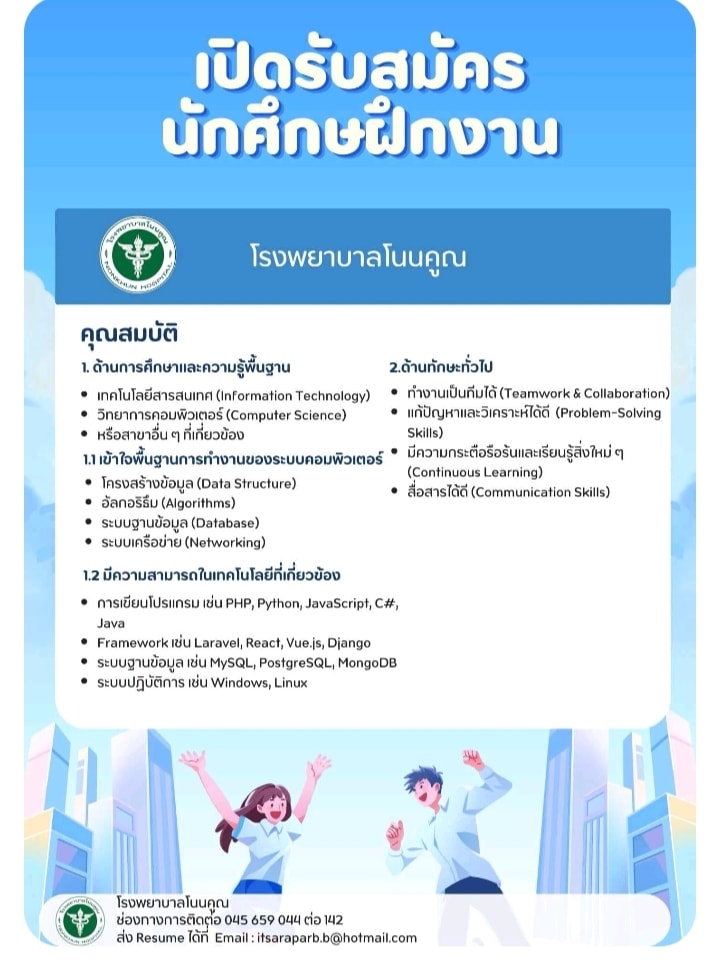 เปิดรับสมัคร
นักศึกษฝึกงาน
โรงพยาบาลโนนคูณ
NONKHUN HOSPITAL
โรงพยาบาลโนนคูณ
คุณสมบัติ
1. ด้านการศึกษาและความรู้พื้นฐาน
เทคโนโลยีสารสนเทศ (Information Technology)
วิทยาการคอมพิวเตอร์ (Computer Science)
หรือสาขาอื่น ๆ ที่เกี่ยวข้อง
1.1 เข้าใจพื้นฐานการทำงานของระบบคอมพิวเตอร์
โครงสร้างข้อมูล (Data Structure)
อัลกอริธึม (Algorithms)
ระบบฐานข้อมูล (Database)
ระบบเครือข่าย (Networking)
1.2 มีความสามารถในเทคโนโลยีที่เกี่ยวข้อง
การเขียนโปรแกรม เช่น PHP, Python, JavaScript, C#,
Java
Framework เช่น Laravel, React, Vue.js, Django
ระบบฐานข้อมูล เช่น MySQL, PostgreSQL, MongoDB
ระบบปฏิบัติการ เช่น Windows, Linux
2.ด้านทักษะทั่วไป
ทำงานเป็นทีมได้ (Teamwork & Collaboration)
แก้ปัญหาและวิเคราะห์ได้ดี (Problem-Solving
Skills)
มีความกระตือรือรันและเรียนรู้สิ่งใหม่ ๆ
(Continuous Learning)
สื่อสารได้ดี (Communication Skills)
โรงพยาบาลโนนคูณ
ช่องทางการติดต่อ 045 659 044 ต่อ 142
ส่ง Resume ได้ที่ Email : itsaraparb.b@hotmail.com